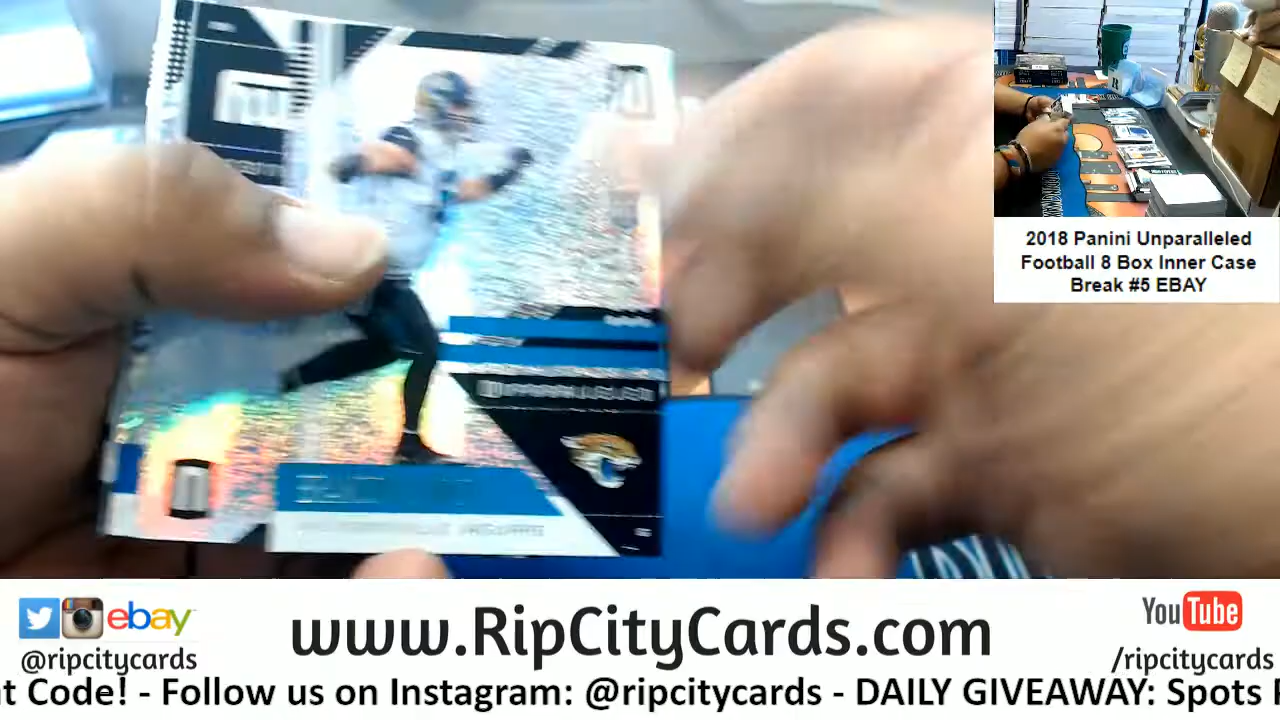 2018 Panini Unparalleled
Football 8 Box Inner Case
Break #5 EBAY
ebay
@ripcitycards
www.RipCityCards.com
YouTube
/ripcitycards
t Code! - Follow us on Instagram: @ripcitycards - DAILY GIVEAWAY: Spots